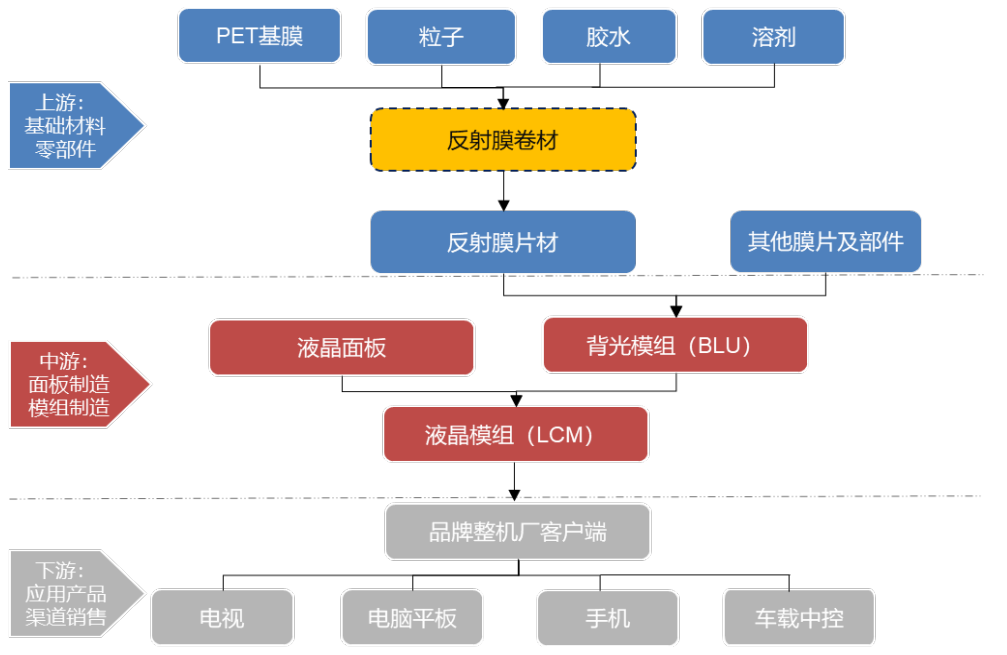 PET基膜
粒子
胶水
溶剂
上游：
基础材料
零部件
反射膜卷材
反射膜片材
其他膜片及部件
中游：
面板制造
模组制造
液晶面板
背光模组（BLU）
液晶模组（LCM）
品牌整机厂客户端
下游：
应用产品
渠道销售
电视
电脑平板
手机
车载中控